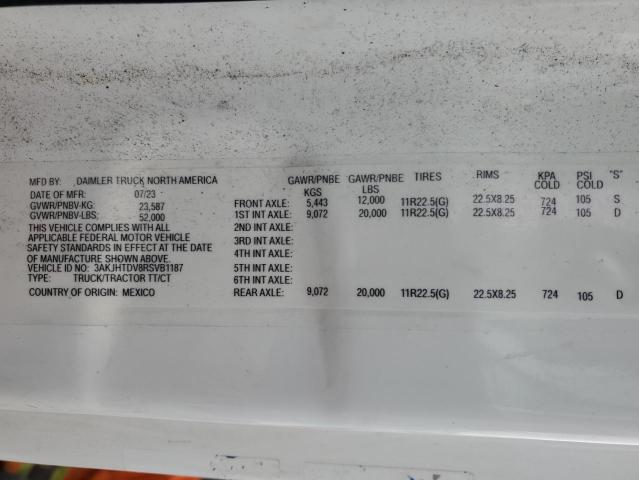 MFD BY: DAIMLER TRUCK NORTH AMERICA
DATE OF MFR: 07/23
GVWR/PNBV-KG: 23,587
GVWR/PNBV-LBS: 52,000
THIS VEHICLE COMPLIES WITH ALL
APPLICABLE FEDERAL MOTOR VEHICLE
SAFETY STANDARDS IN EFFECT AT THE DATE
OF MANUFACTURE SHOWN ABOVE.
VEHICLE ID NO: 3AKJHTDV8RSVB1187
TYPE: TRUCK/TRACTOR TT/CT
COUNTRY OF ORIGIN: MEXICO
GAWR/PNBE KGS GAWR/PNBE LBS TIRES RIMS KPA COLD PSI COLD "S"
FRONT AXLE: 5,443 12,000 11R22.5(G) 22.5X8.25 724 105 S
1ST INT AXLE: 9,072 20,000 11R22.5(G) 22.5X8.25 724 105 D
2ND INT AXLE:
3RD INT AXLE:
4TH INT AXLE:
5TH INT AXLE:
6TH INT AXLE:
REAR AXLE: 9,072 20,000 11R22.5(G) 22.5X8.25 724 105 D